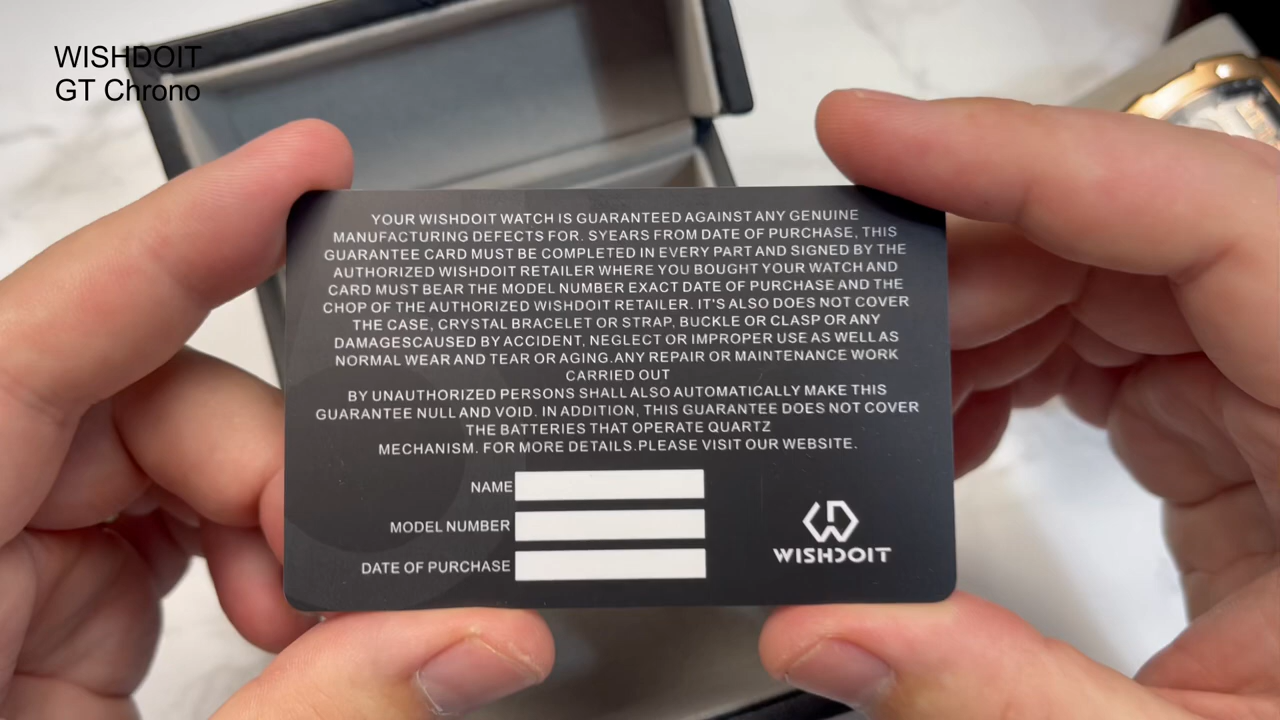 WISHDOIT
GT Chrono
YOUR WISHDOIT WATCH IS GUARANTEED AGAINST ANY GENUINE
MANUFACTURING DEFECTS FOR. SYEARS FROM DATE OF PURCHASE, THIS
GUARANTEE CARD MUST BE COMPLETED IN EVERY PART AND SIGNED BY THE
AUTHORIZED WISHDOIT RETAILER WHERE YOU BOUGHT YOUR WATCH AND
CARD MUST BEAR THE MODEL NUMBER EXACT DATE OF PURCHASE AND THE
CHOP OF THE AUTHORIZED WISHDOIT RETAILER. IT'S ALSO DOES NOT COVER
THE CASE, CRYSTAL BRACELET OR STRAP, BUCKLE OR CLASP OR ANY
DAMAGESCAUSED BY ACCIDENT, NEGLECT OR IMPROPER USE AS WELL AS
NORMAL WEAR AND TEAR OR AGING.ANY REPAIR OR MAINTENANCE WORK
CARRIED OUT
BY UNAUTHORIZED PERSONS SHALL ALSO AUTOMATICALLY MAKE THIS
GUARANTEE NULL AND VOID. IN ADDITION, THIS GUARANTEE DOES NOT COVER
THE BATTERIES THAT OPERATE QUARTZ
MECHANISM. FOR MORE DETAILS.PLEASE VISIT OUR WEBSITE.
NAME
MODEL NUMBER
DATE OF PURCHASE
WISHDOIT